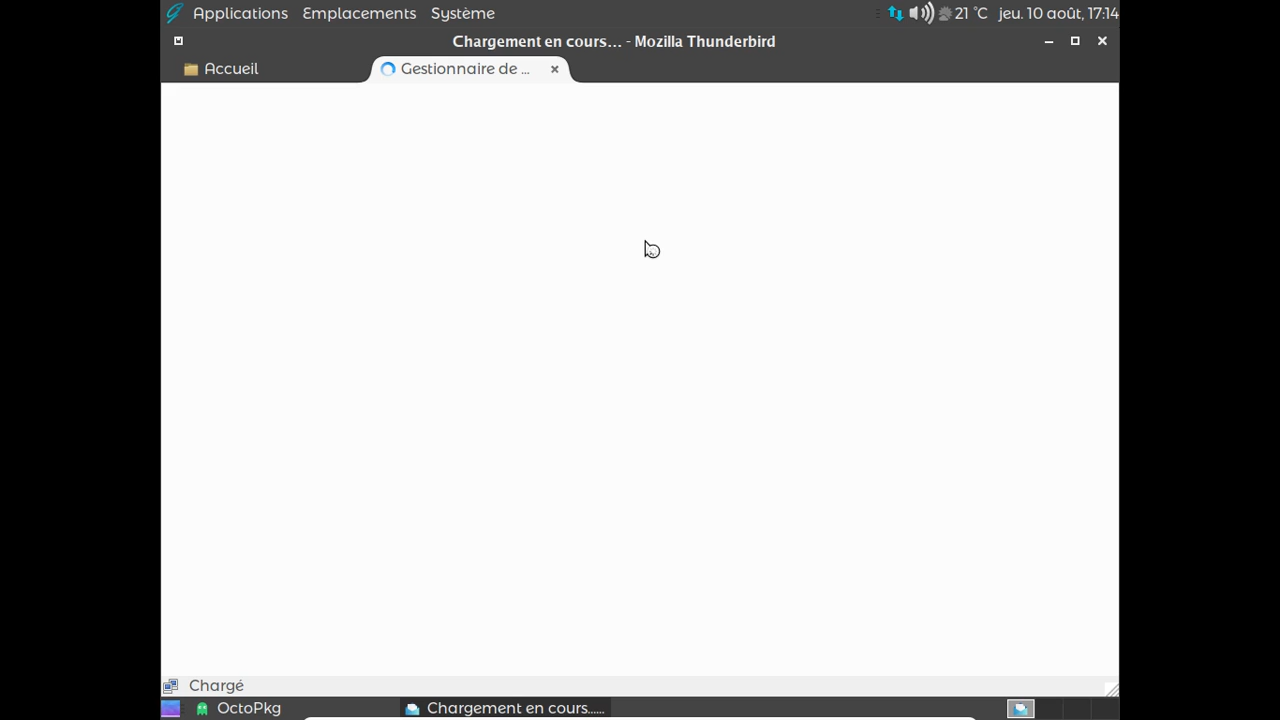 Applications Emplacements Système 21 °C jeu. 10 août, 17:14
Chargement en cours… - Mozilla Thunderbird
Accueil Gestionnaire de ...
Chargé
OctoPkg Chargement en cours......